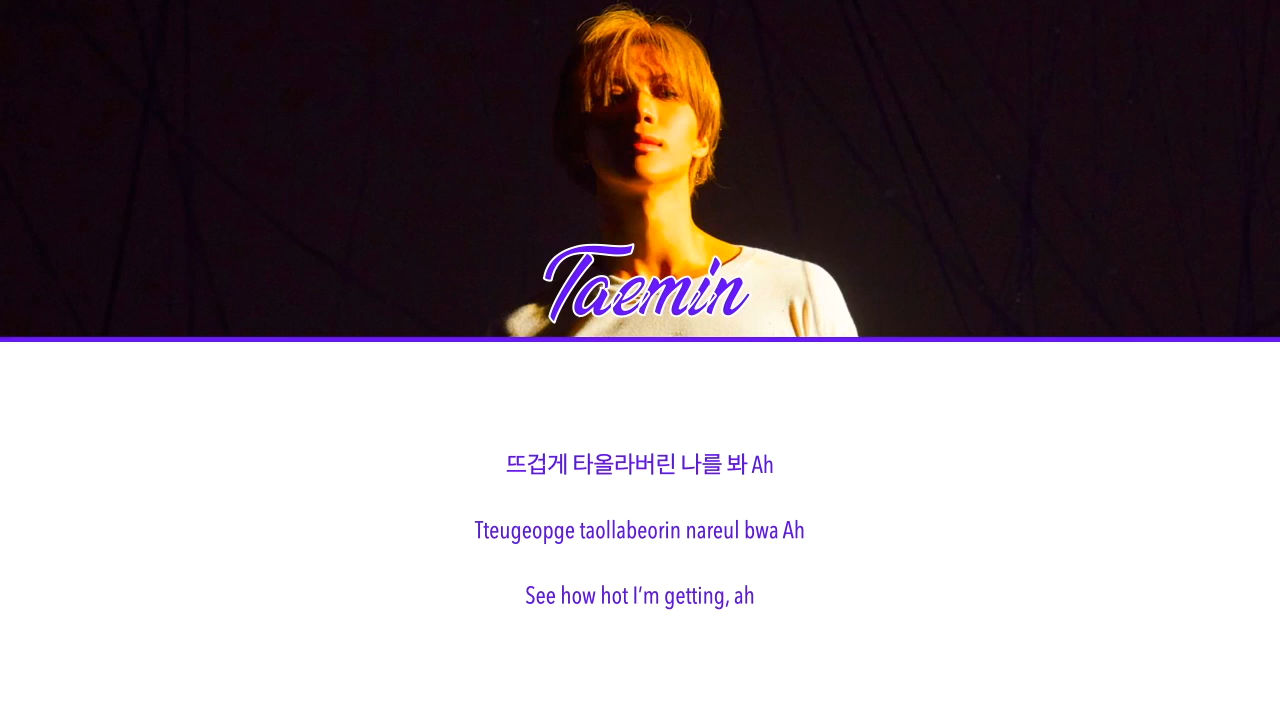 Taemin
뜨겁게 타올라버린 나를 봐 Ah
Tteugeopge taollabeorin nareul bwa Ah
See how hot I’m getting, ah